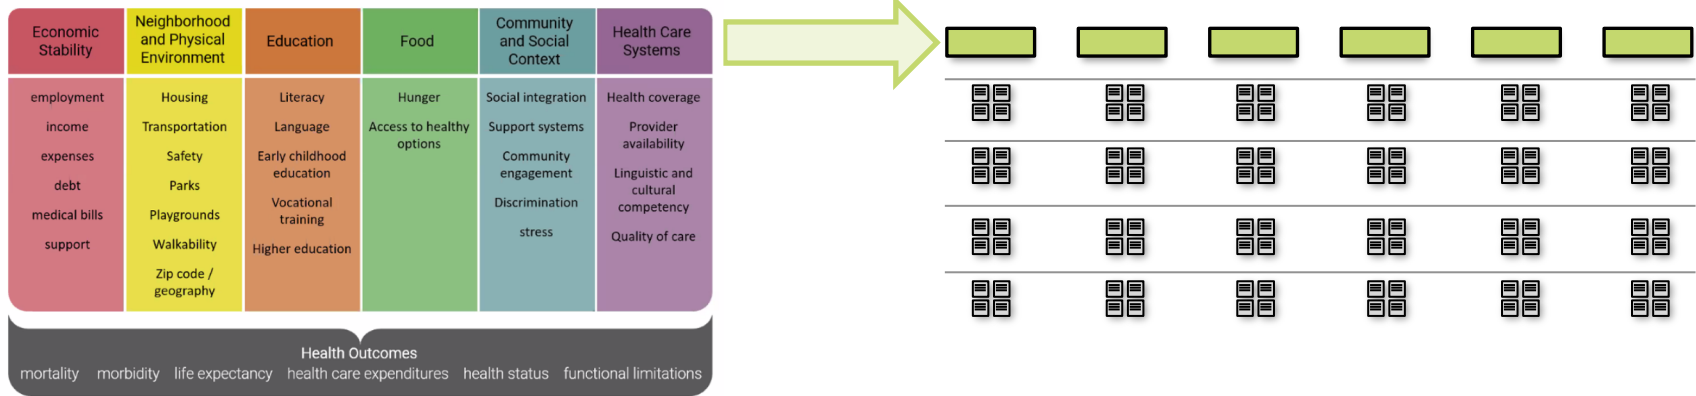 Economic
Stability
Neighborhood
and Physical
Environment
Education
Food
Community
and Social
Context
Health Care
Systems
employment
income
expenses
debt
medical bills
support
Housing
Transportation
Safety
Parks
Playgrounds
Walkability
Zip code /
geography
Literacy
Language
Early childhood
education
Vocational
training
Higher education
Hunger
Access to healthy
options
Social integration
Support systems
Community
engagement
Discrimination
stress
Health coverage
Provider
availability
Linguistic and
cultural
competency
Quality of care
Health Outcomes
mortality morbidity life expectancy health care expenditures health status functional limitations